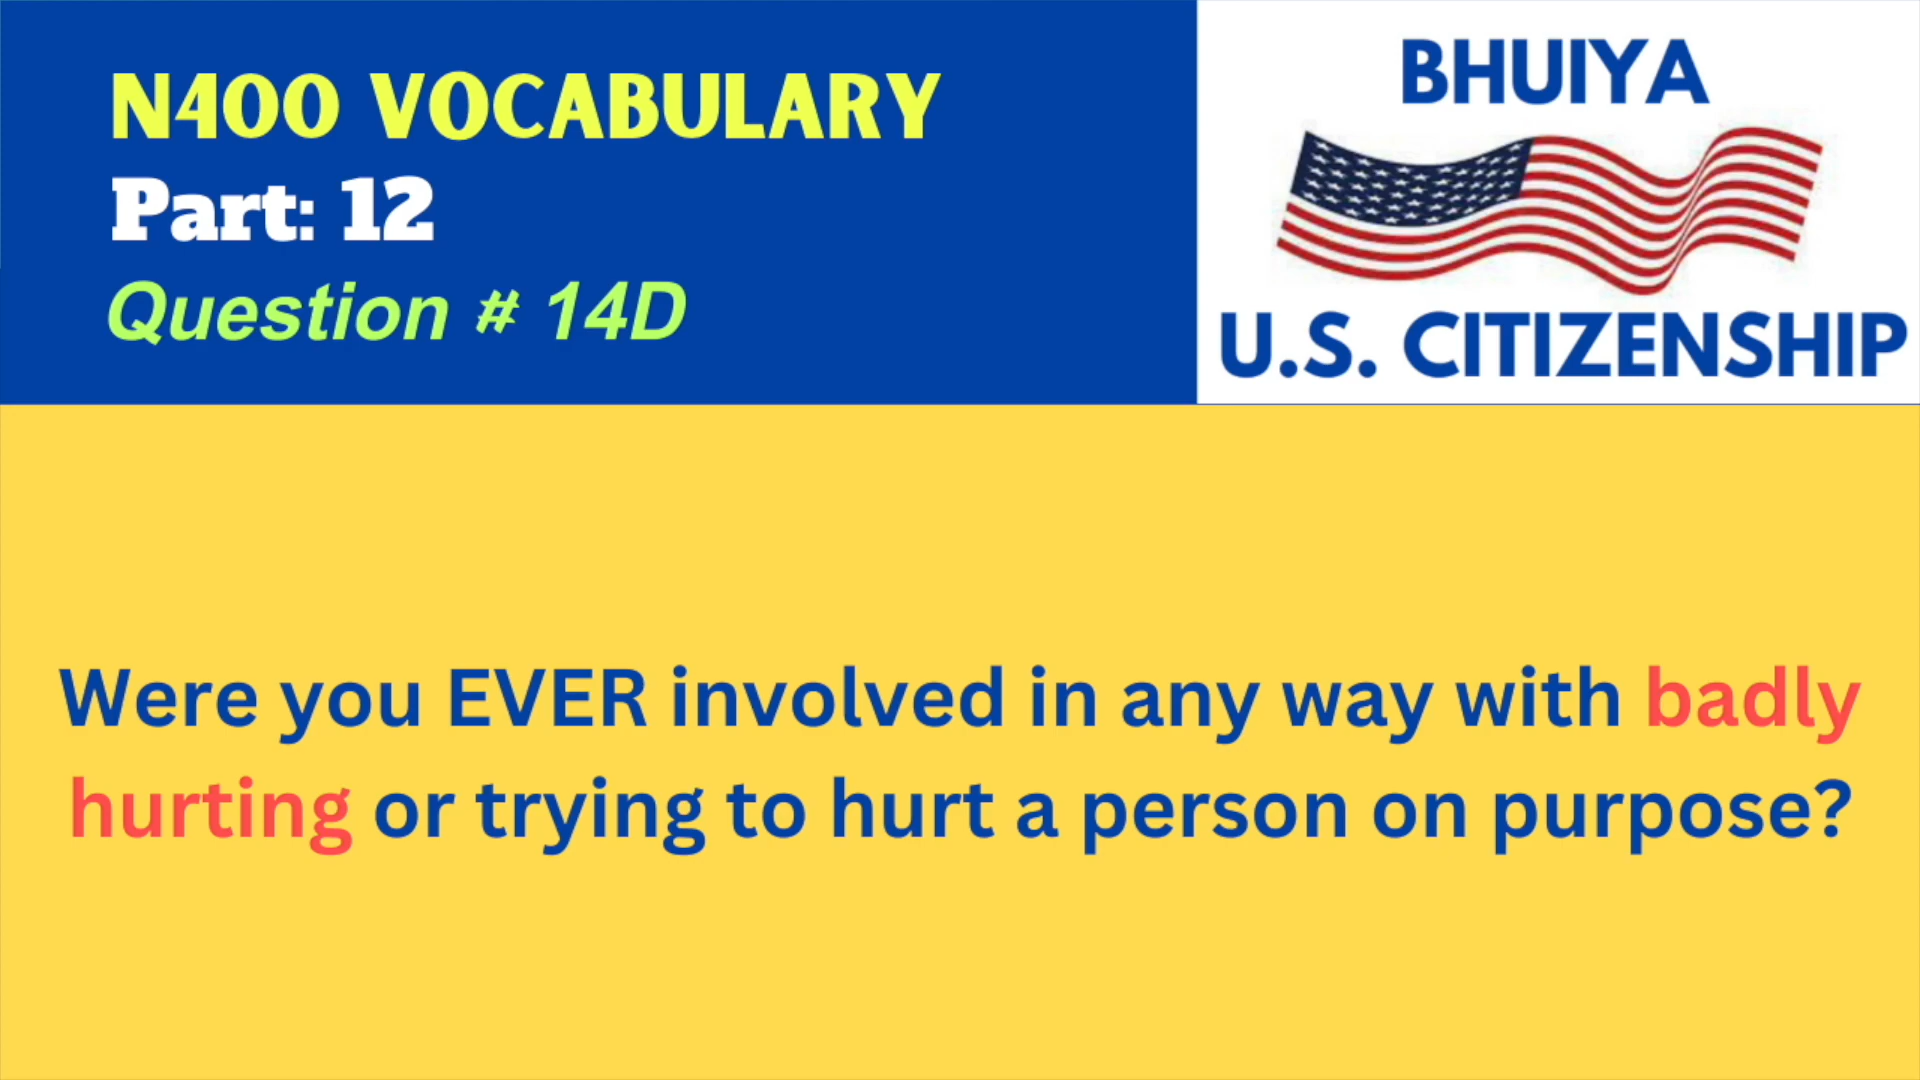 N400 VOCABULARY
Part: 12
Question # 14D
BHUIYA
U.S. CITIZENSHIP
Were you EVER involved in any way with badly
hurting or trying to hurt a person on purpose?